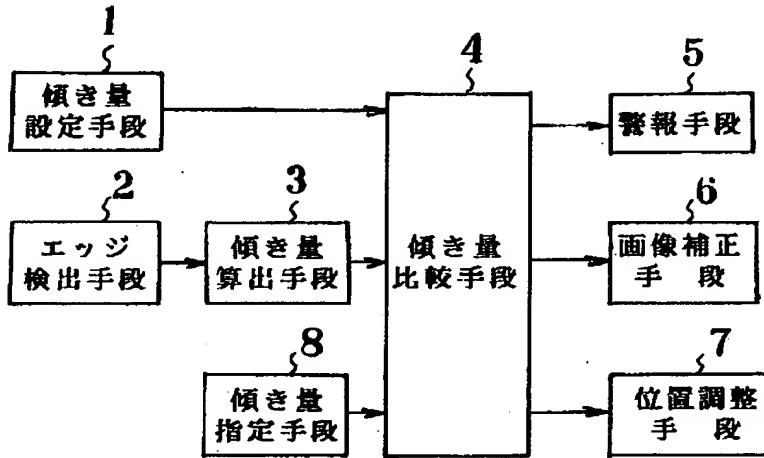 1
傾き量
設定手段
2
エッジ
検出手段
3
傾き量
算出手段
8
傾き量
指定手段
4
傾き量
比較手段
5
警報手段
6
画像補正
手 段
7
位置調整
手 段